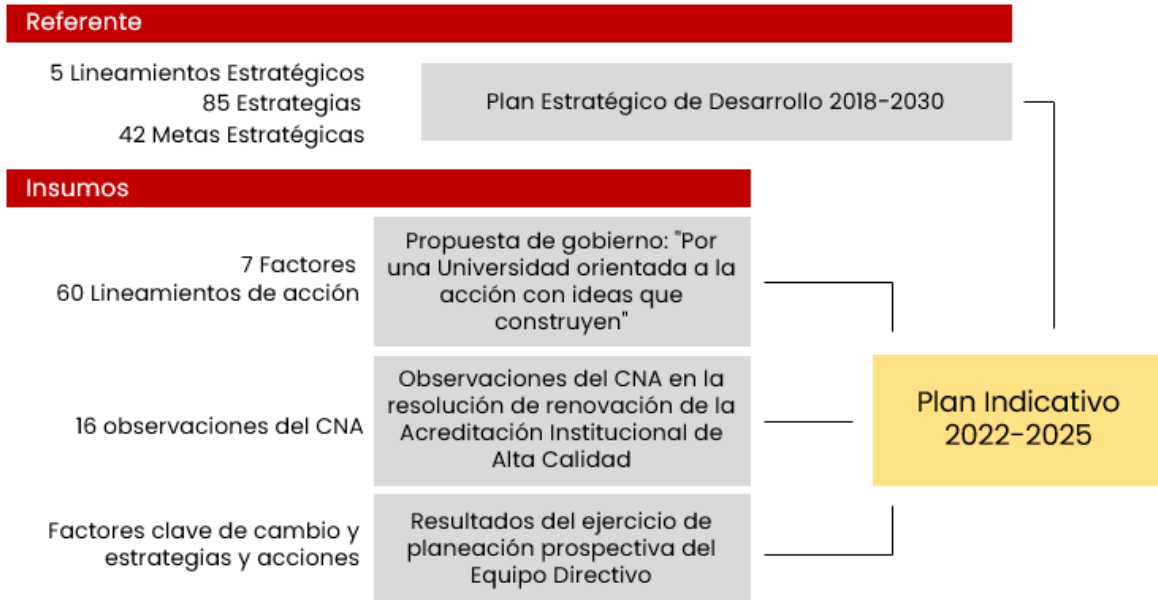 Referente
5 Lineamientos Estratégicos
85 Estrategias
42 Metas Estratégicas
Plan Estratégico de Desarrollo 2018-2030
Insumos
7 Factores
60 Lineamientos de acción
Propuesta de gobierno: "Por
una Universidad orientada a la
acción con ideas que
construyen"
16 observaciones del CNA
Observaciones del CNA en la
resolución de renovación de la
Acreditación Institucional de
Alta Calidad
Factores clave de cambio y
estrategias y acciones
Resultados del ejercicio de
planeación prospectiva del
Equipo Directivo
Plan Indicativo
2022-2025